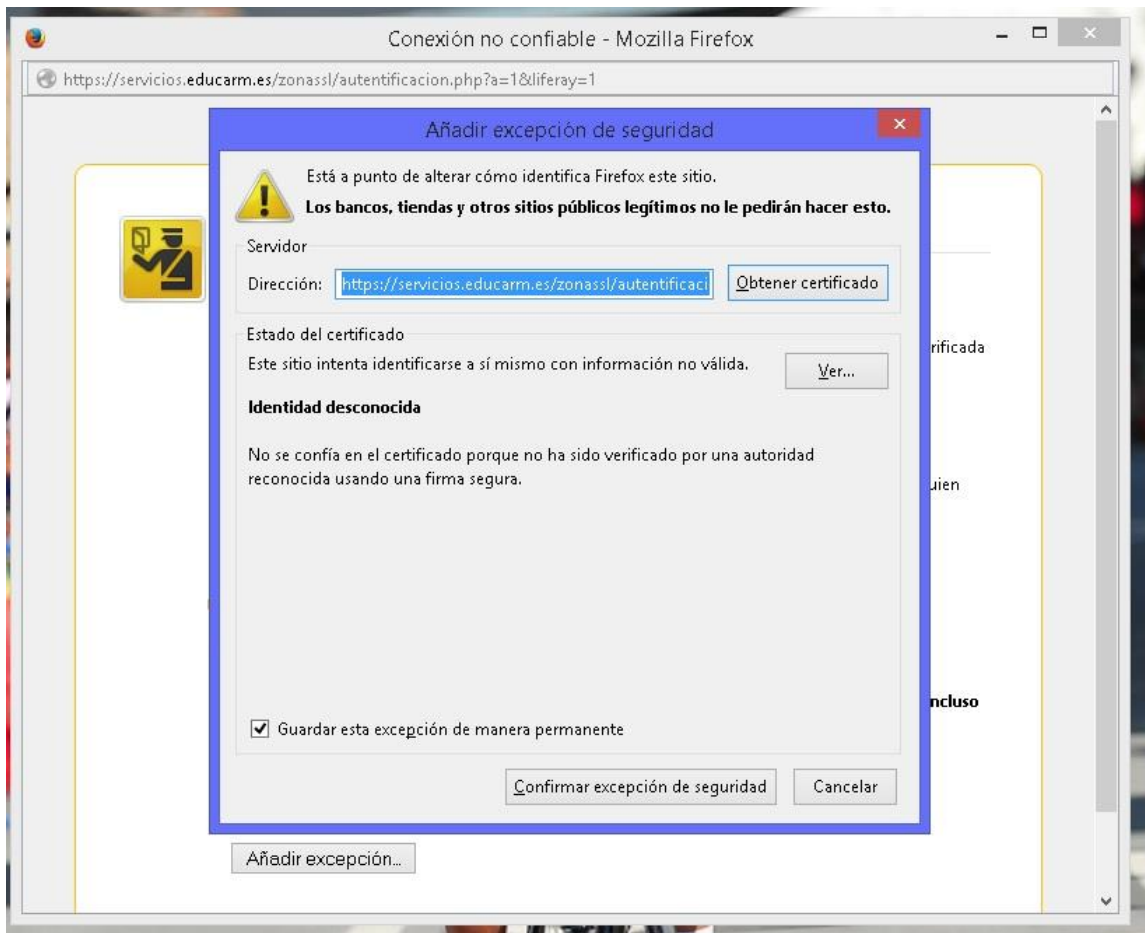 Conexión no confiable - Mozilla Firefox
https://servicios.educarm.es/zonassl/autentificacion.php?a=1&liferay=1
Añadir excepción de seguridad
Está a punto de alterar cómo identifica Firefox este sitio.
Los bancos, tiendas y otros sitios públicos legítimos no le pedirán hacer esto.
Servidor
Dirección: https://servicios.educarm.es/zonassl/autentificaci Obtener certificado
Estado del certificado
Este sitio intenta identificarse a sí mismo con información no válida.
Ver...
rificada
Identidad desconocida
No se confía en el certificado porque no ha sido verificado por una autoridad
reconocida usando una firma segura.
uien
ncluso
Guardar esta excepción de manera permanente
Confirmar excepción de seguridad Cancelar
Añadir excepción...